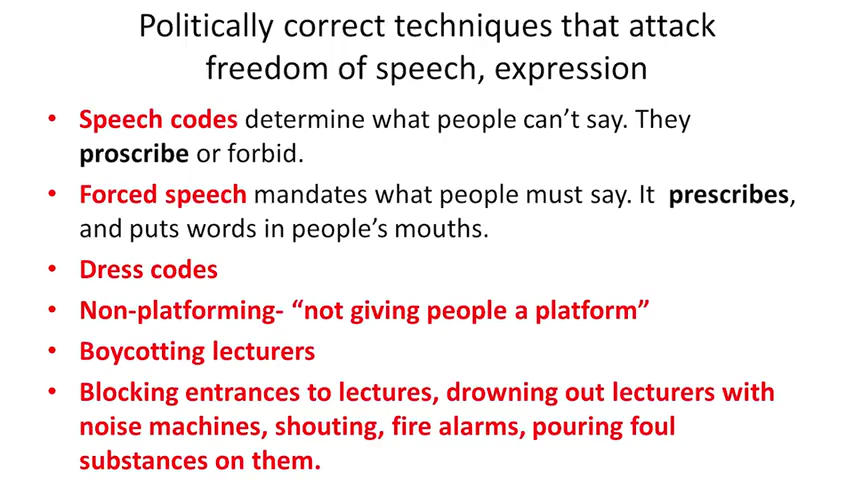 Politically correct techniques that attack
freedom of speech, expression
• Speech codes determine what people can’t say. They
proscribe or forbid.
• Forced speech mandates what people must say. It  prescribes,
and puts words in people’s mouths.
• Dress codes
• Non-platforming- “not giving people a platform”
• Boycotting lecturers
• Blocking entrances to lectures, drowning out lecturers with
noise machines, shouting, fire alarms, pouring foul
substances on them.